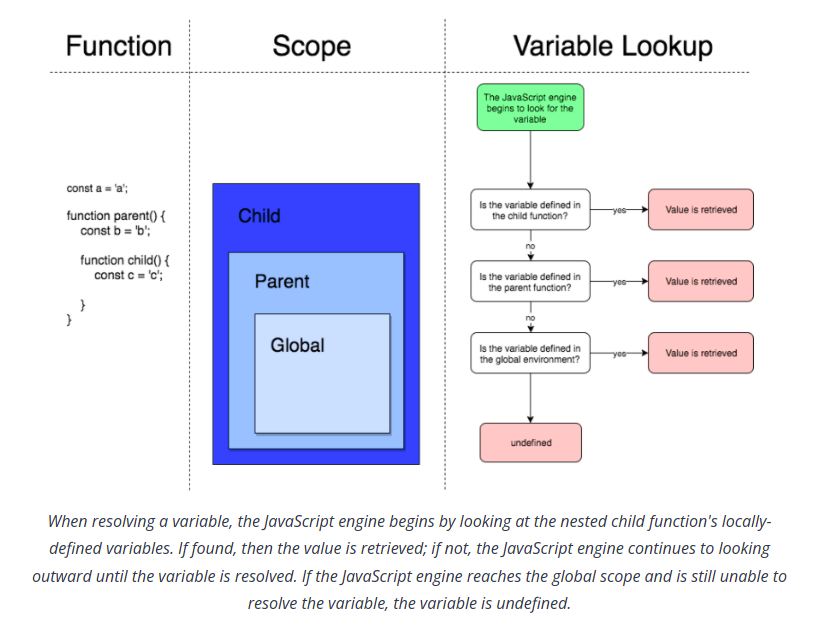 Function
Scope
Variable Lookup
const a = 'a';
function parent() {
const b = 'b';
function child() {
const c = 'c';
}
}
Child
Parent
Global
The JavaScript engine
begins to look for the
variable
Is the variable defined in
the child function?
yes
Value is retrieved
no
Is the variable defined in
the parent function?
yes
Value is retrieved
no
Is the variable defined in
the global environment?
yes
Value is retrieved
undefined
When resolving a variable, the JavaScript engine begins by looking at the nested child function's locally-
defined variables. If found, then the value is retrieved; if not, the JavaScript engine continues to looking
outward until the variable is resolved. If the JavaScript engine reaches the global scope and is still unable to
resolve the variable, the variable is undefined.